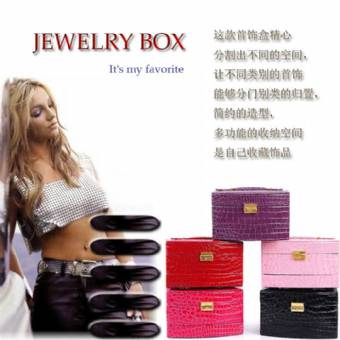 JEWELRY BOX
It's my favorite
这款首饰盒精心
分割出不同的空间,
让不同类别的首饰
能够分门别类的归置,
简约的造型,
多功能的收纳空间
是自己收藏饰品